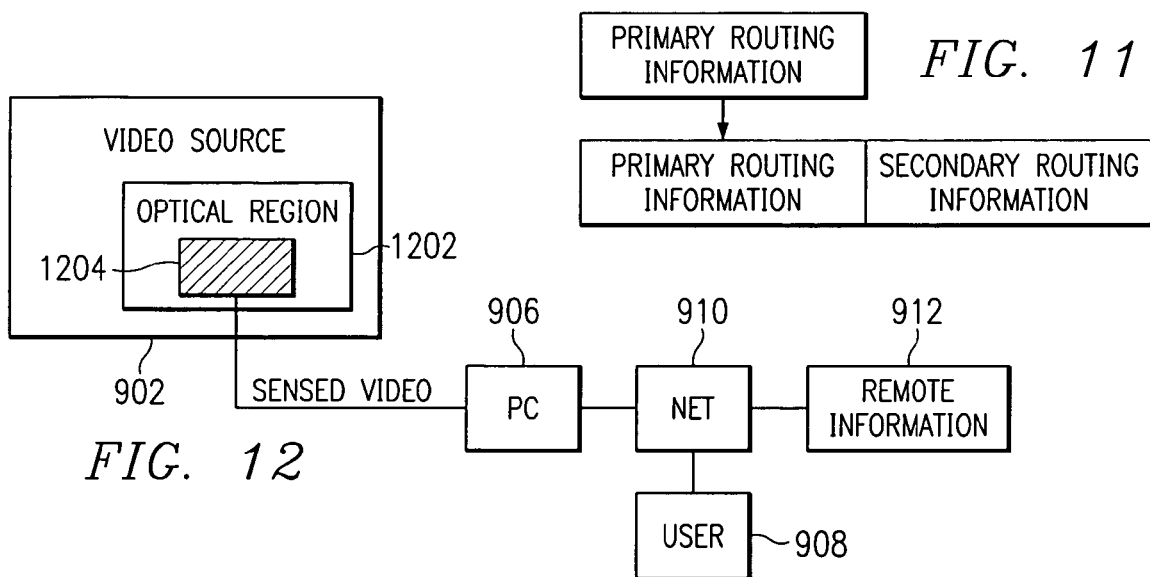 PRIMARY ROUTING
INFORMATION
FIG. 11
PRIMARY ROUTING
INFORMATION
SECONDARY ROUTING
INFORMATION
VIDEO SOURCE
OPTICAL REGION
1204
1202
902
SENSED VIDEO
906
PC
910
NET
912
REMOTE
INFORMATION
USER
908
FIG. 12